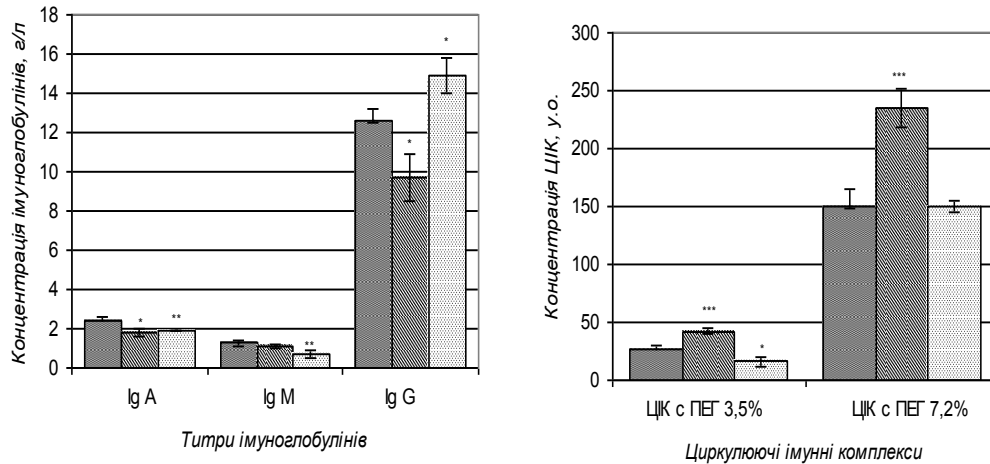 Концентрація імуноглобулінів, г/л
18
16
14
12
10
8
6
4
2
0
*
**
**
*
*
Ig A
Ig M
Ig G
Титри імуноглобулінів
Концентрація ЦІК, у.о.
300
250
200
150
100
50
0
***
*
***
ЦІК с ПЕГ 3,5%
ЦІК с ПЕГ 7,2%
Циркулюючі імунні комплекси